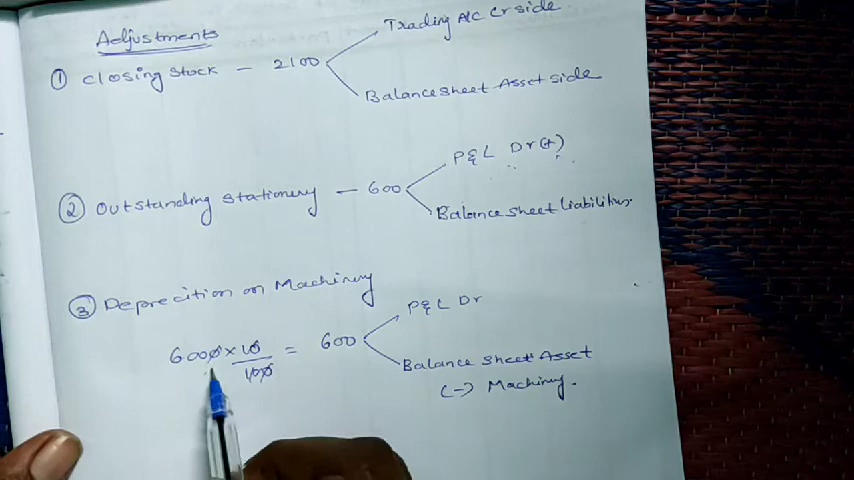 Adjustments
① Closing Stock - 2100
Trading A/c Cr side
Balance sheet Asset side
② Outstanding Stationery - 600
P&L Dr (+)
Balance sheet Liabilities
③ Deprecition on Machinery
6000 × 10/100 = 600
P&L Dr
Balance sheet Asset
(-) Machinery.